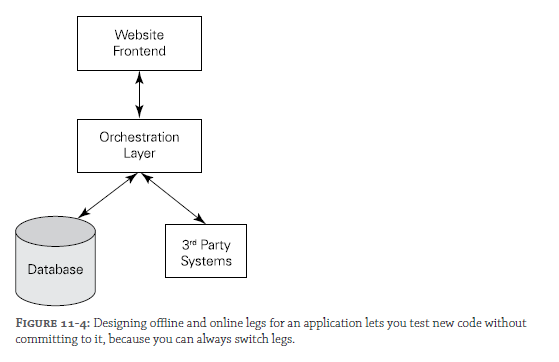 Website
Frontend
Orchestration
Layer
3rd Party
Systems
Database
FIGURE 11-4: Designing offline and online legs for an application lets you test new code without
committing to it, because you can always switch legs.